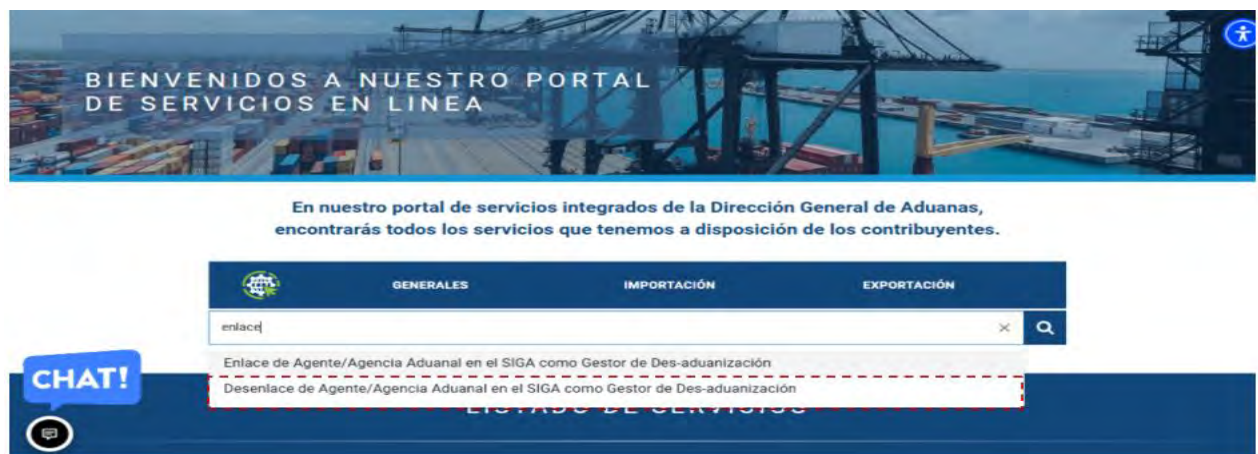 BIENVENIDOS A NUESTRO PORTAL
DE SERVICIOS EN LINEA
En nuestro portal de servicios integrados de la Dirección General de Aduanas,
encontrarás todos los servicios que tenemos a disposición de los contribuyentes.
GENERALES IMPORTACIÓN EXPORTACIÓN
enlace
Enlace de Agente/Agencia Aduanal en el SIGA como Gestor de Des-aduanización
Desenlace de Agente/Agencia Aduanal en el SIGA como Gestor de Des-aduanización
CHAT!
LISTADO DE SERVICIOS